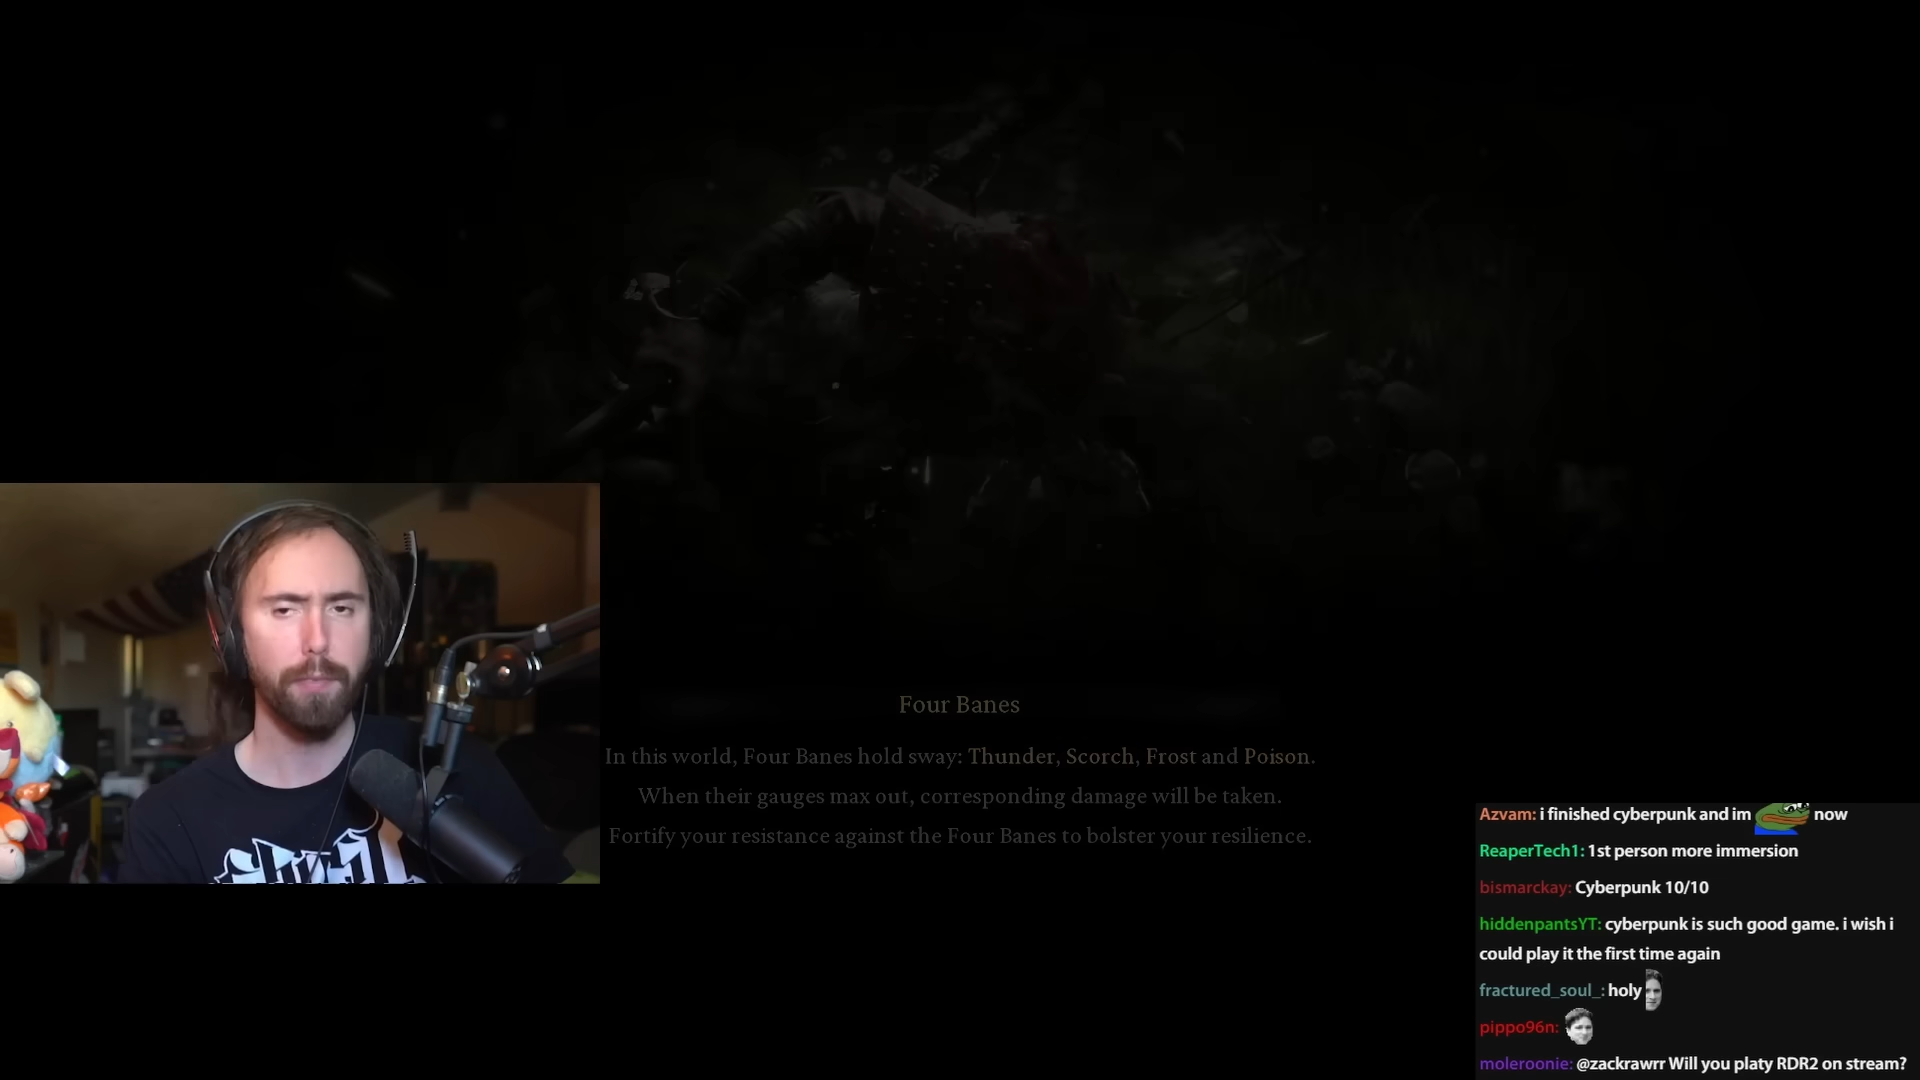 Four Banes
In this world, Four Banes hold sway: Thunder, Scorch, Frost and Poison.
When their gauges max out, corresponding damage will be taken.
Fortify your resistance against the Four Banes to bolster your resilience.
Azvam: i finished cyberpunk and im now
ReaperTech1: 1st person more immersion
bismarckay: Cyberpunk 10/10
hiddenpantsYT: cyberpunk is such good game. i wish i
could play it the first time again
fractured_soul_: holy
pippo96n:
moleroonie: @zackrawrr Will you platy RDR2 on stream?